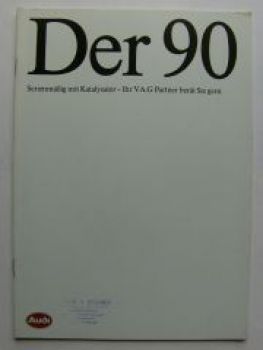 Der 90
Serienmäßig mit Katalysator – Ihr V.A.G Partner berät Sie gern
Audi